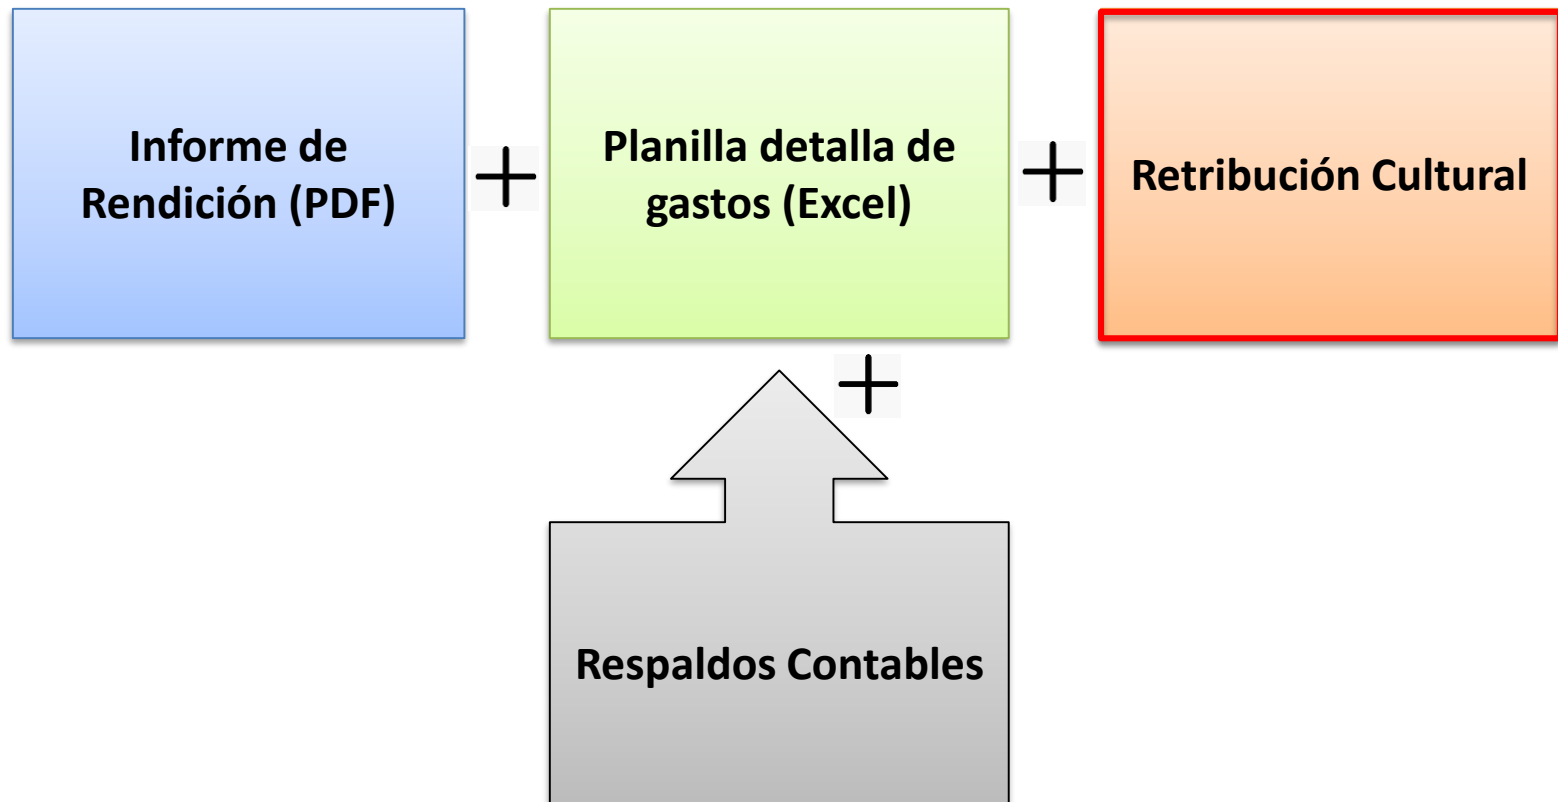 Informe de
Rendición (PDF)
+
Planilla detalla de
gastos (Excel)
+
Retribución Cultural
+
Respaldos Contables